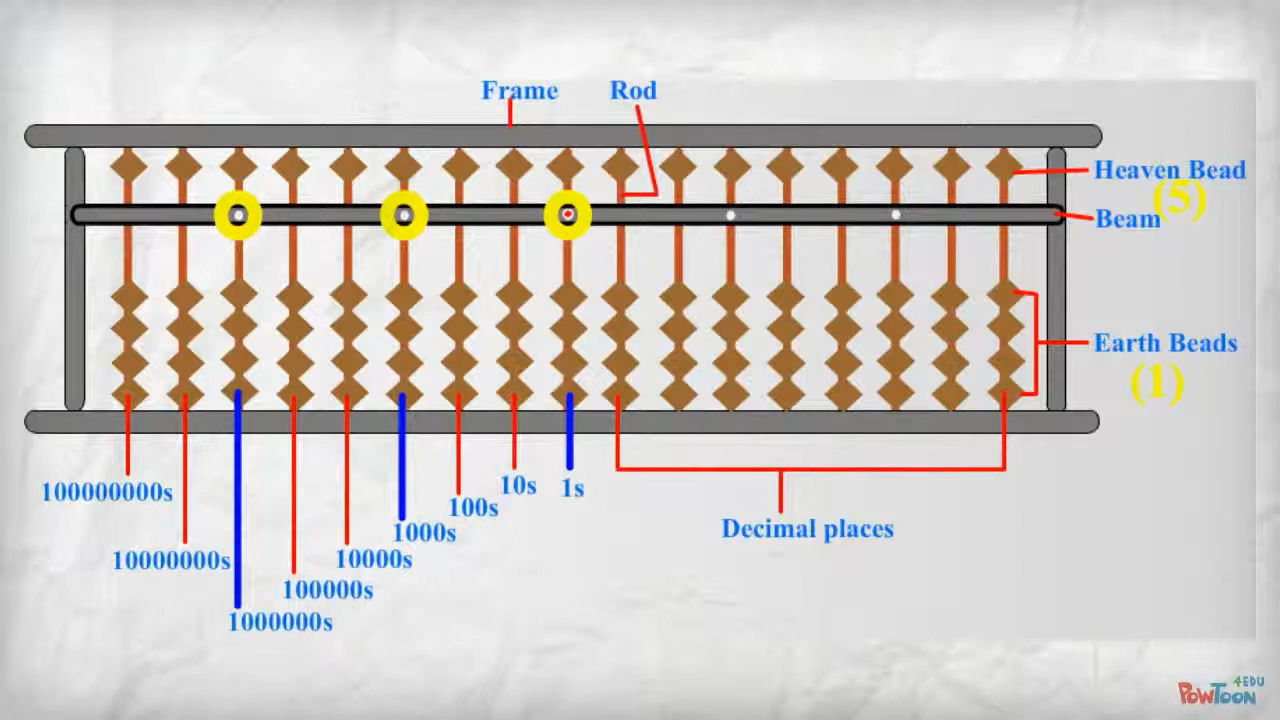 Frame
Rod
Heaven Bead
(5)
Beam
Earth Beads
(1)
100000000s
10000000s
1000000s
100000s
10000s
1000s
100s
10s
1s
Decimal places
4EDU
POWTOON